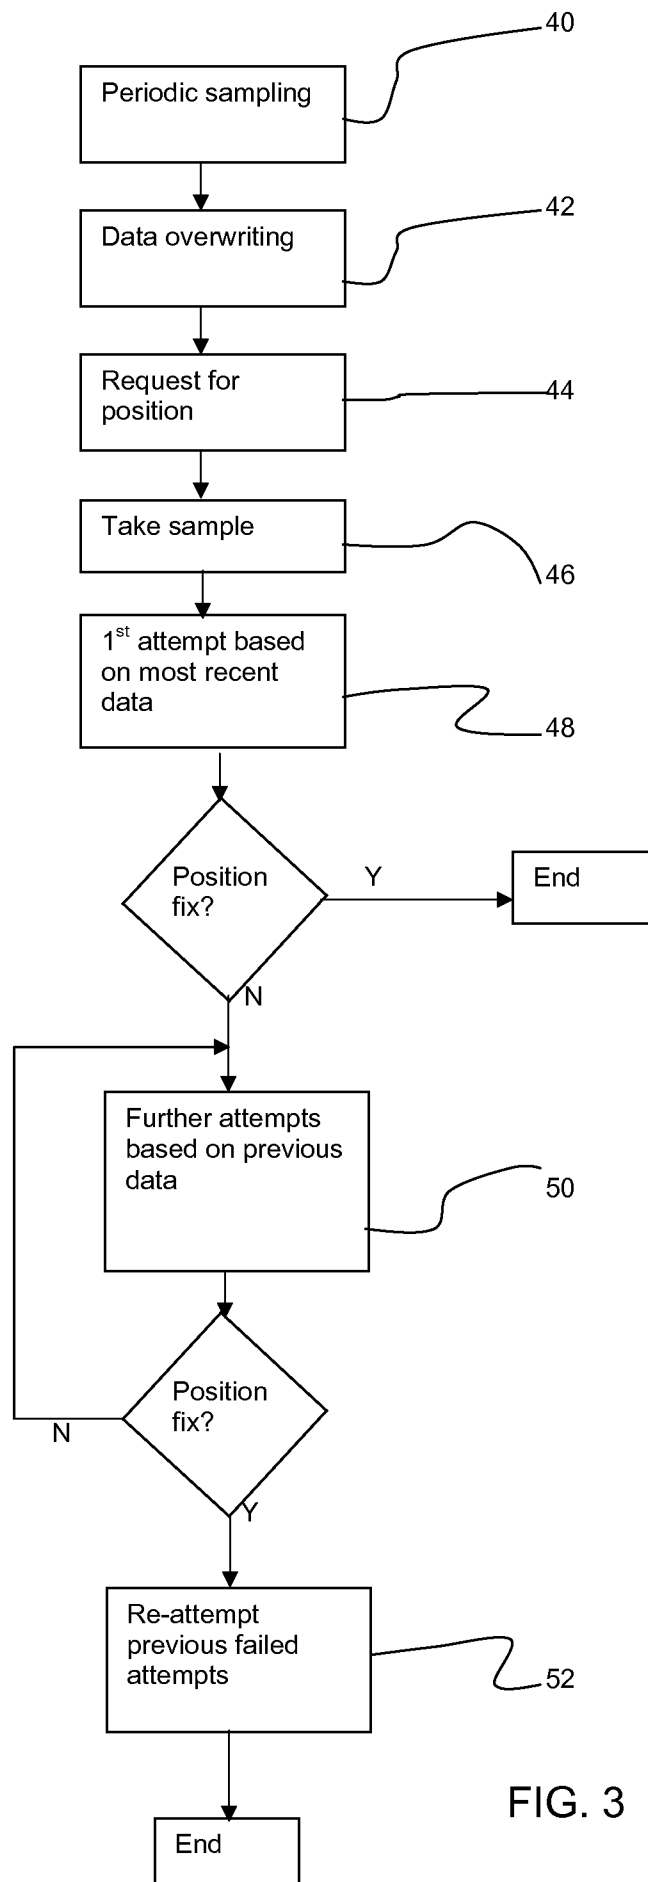 40
Periodic sampling
42
Data overwriting
Request for
position
44
Take sample
46
1st attempt based
on most recent
data
48
Position
fix?
Y
End
N
Further attempts
based on previous
data
50
Position
fix?
N
Y
Re-attempt
previous failed
attempts
52
FIG. 3
End